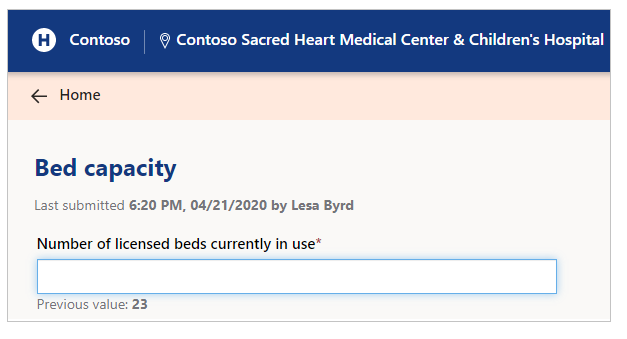 H Contoso Contoso Sacred Heart Medical Center & Children's Hospital
Home
Bed capacity
Last submitted 6:20 PM, 04/21/2020 by Lesa Byrd
Number of licensed beds currently in use*
Previous value: 23